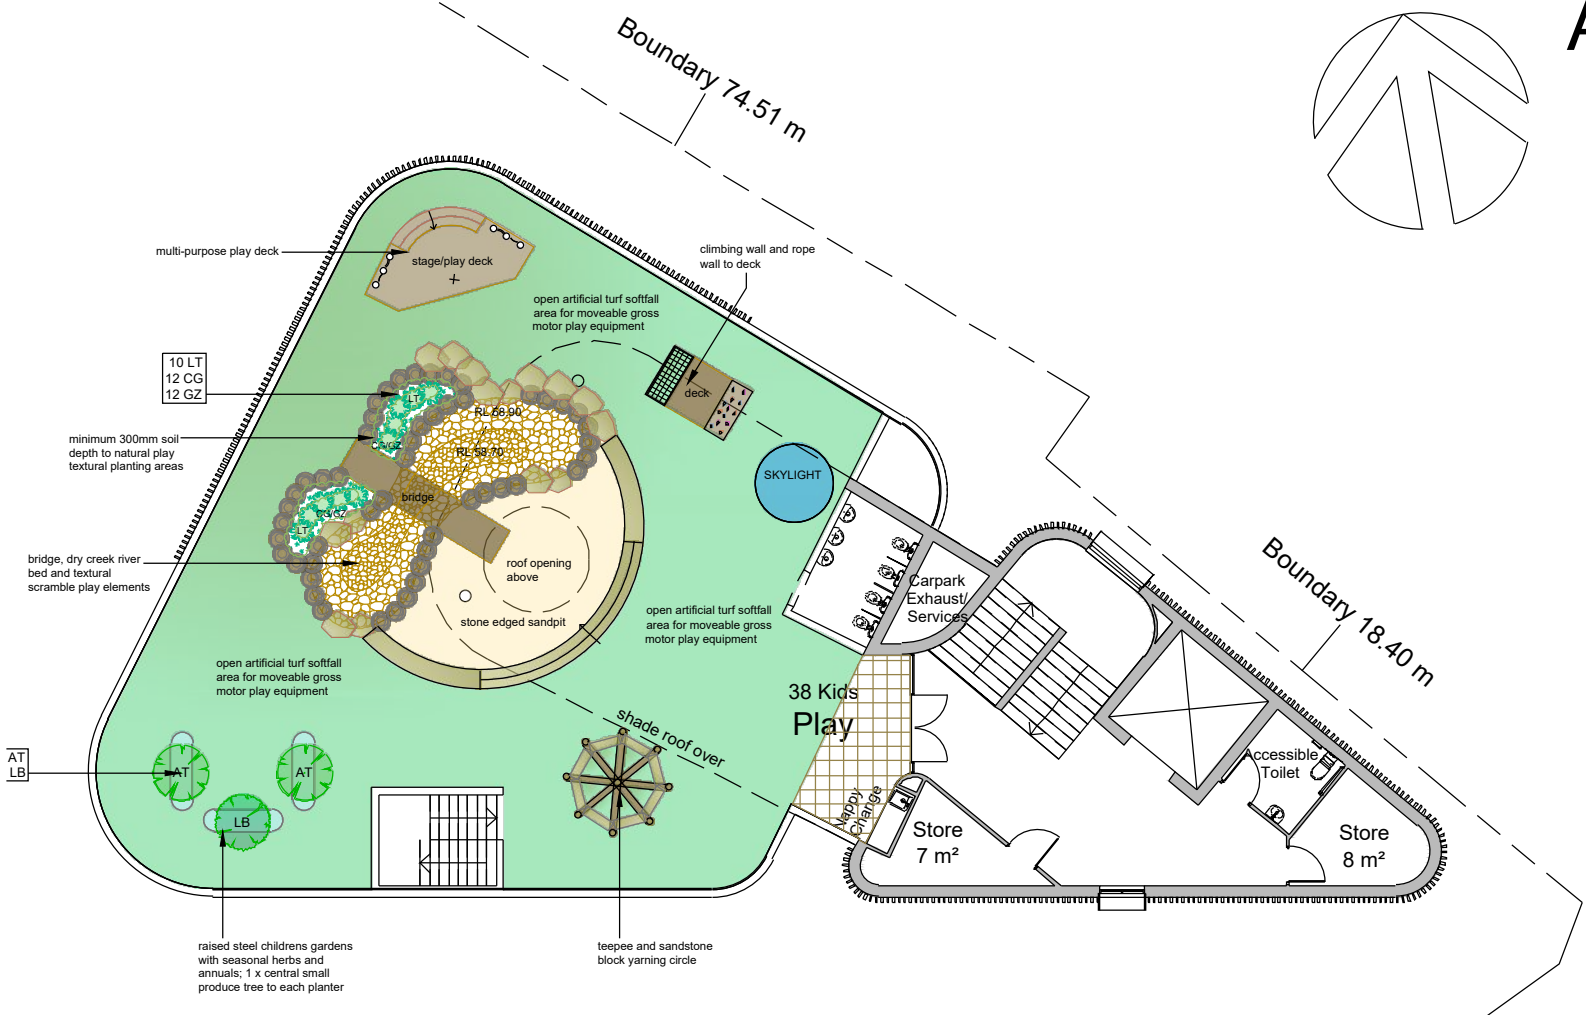 A
Boundary 74.51 m
multi-purpose play deck
stage/play deck
climbing wall and rope
wall to deck
open artificial turf softfall
area for moveable gross
motor play equipment
10 LT
12 CG
12 GZ
LT
deck
RL 68.90
CG/GZ
RL 58.70
minimum 300mm soil
depth to natural play
textural planting areas
SKYLIGHT
bridge
CG/GZ
LT
bridge, dry creek river
bed and textural
scramble play elements
roof opening
above
stone edged sandpit
Carpark
Exhaust/
Services
Boundary 18.40 m
open artificial turf softfall
area for moveable gross
motor play equipment
open artificial turf softfall
area for moveable gross
motor play equipment
38 Kids
Play
shade roof over
AT
LB
AT
AT
LB
Accessible
Toilet
Nappy
Change
Store
7 m²
Store
8 m²
raised steel childrens gardens
with seasonal herbs and
annuals; 1 x central small
produce tree to each planter
teepee and sandstone
block yarning circle